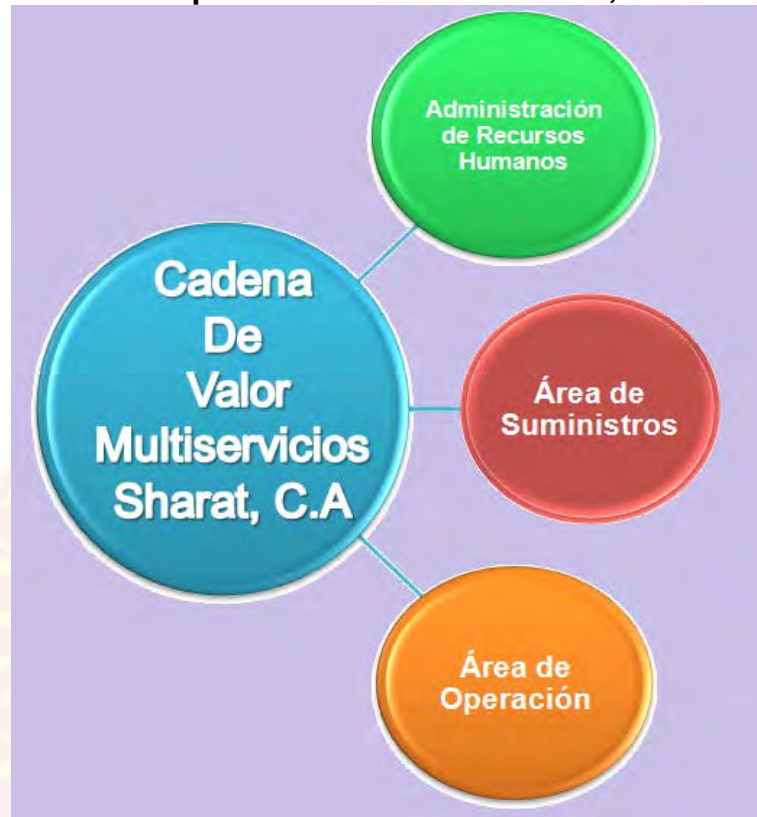 Administración
de Recursos
Humanos
Cadena
De
Valor
Multiservicios
Sharat, C.A
Área de
Suministros
Área de
Operación